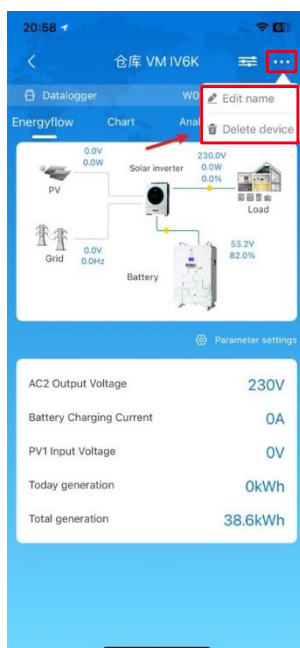 20:58
仓库 VM IV6K
Datalogger
Edit name
Energyflow Chart
Delete device
0.0V
0.0W
Solar inverter
230.0V
0.0W
0.0%
PV
Load
Grid
0.0V
0.0Hz
53.2V
82.0%
Battery
Parameter settings
AC2 Output Voltage 230V
Battery Charging Current 0A
PV1 Input Voltage 0V
Today generation 0kWh
Total generation 38.6kWh